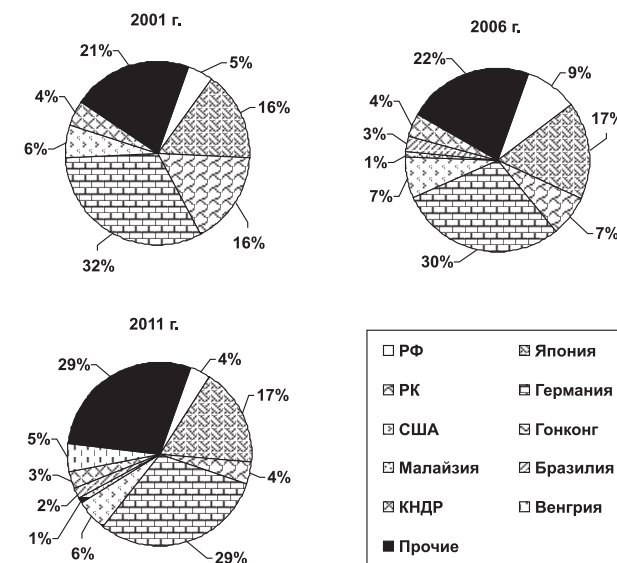 2001 г.
21%
5%
4%
16%
6%
16%
32%
2006 г.
22%
9%
4%
17%
3%
1%
7%
7%
30%
2011 г.
29%
4%
17%
5%
3%
4%
2%
1%
6%
29%
РФ
Япония
РК
Германия
США
Гонконг
Малайзия
Бразилия
КНДР
Венгрия
Прочие